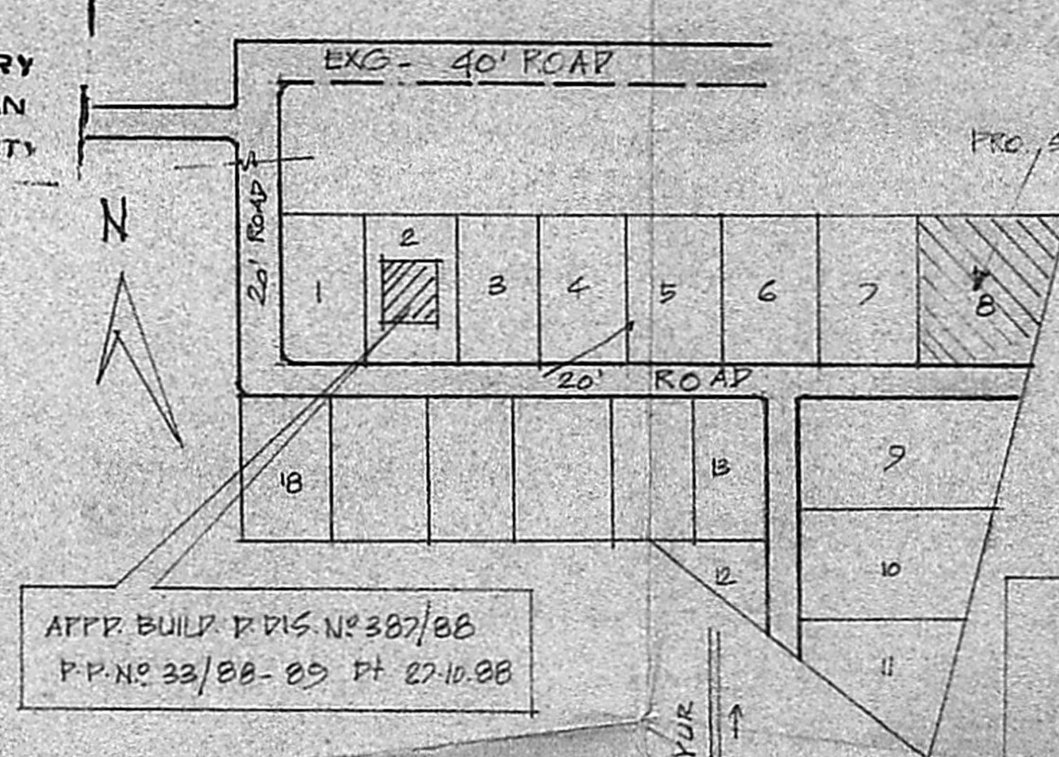 RY
EXG - 40' ROAD
AN
TY
PRO.
N
20' ROAD
1
2
3
4
5
6
7
8
20' ROAD
18
13
9
12
10
11
APPD. BUILD. D.DIS. Nº 387/88
P.P. Nº 33/88-89 Dt 27.10.88
YUR